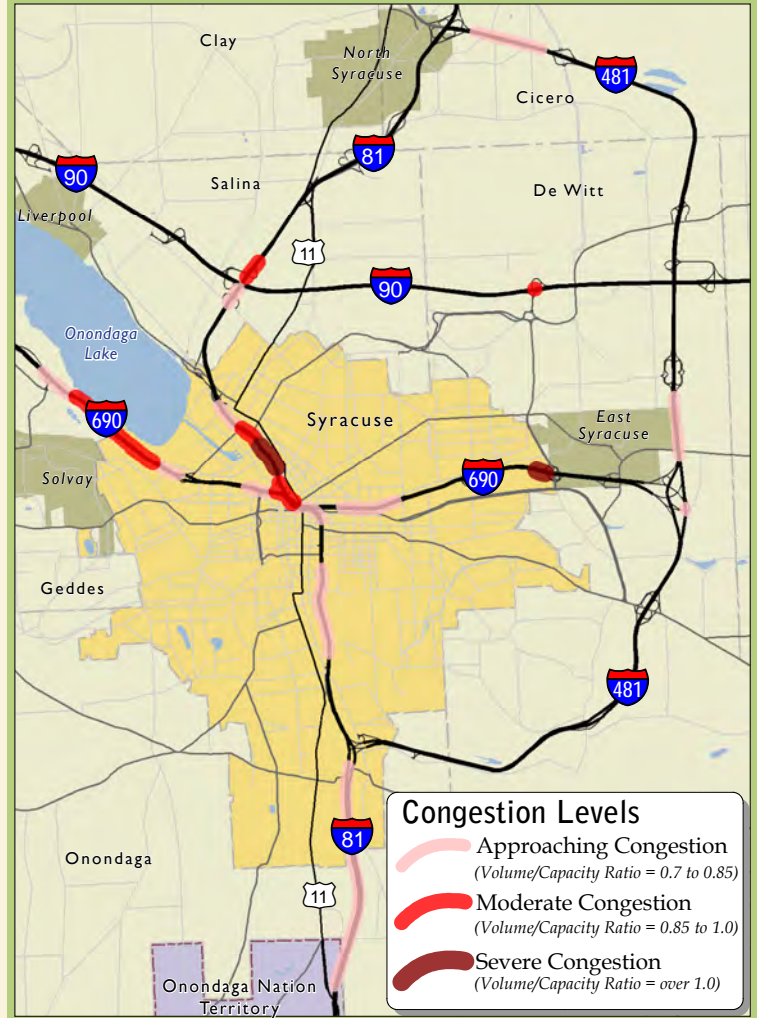 Clay
North
Syracuse
481
Cicero
81
90
Salina
De Witt
Liverpool
11
90
Onondaga
Lake
690
Syracuse
East
Syracuse
Solvay
690
Geddes
481
81
Onondaga
11
Onondaga Nation
Territory
Congestion Levels
Approaching Congestion
(Volume/Capacity Ratio = 0.7 to 0.85)
Moderate Congestion
(Volume/Capacity Ratio = 0.85 to 1.0)
Severe Congestion
(Volume/Capacity Ratio = over 1.0)